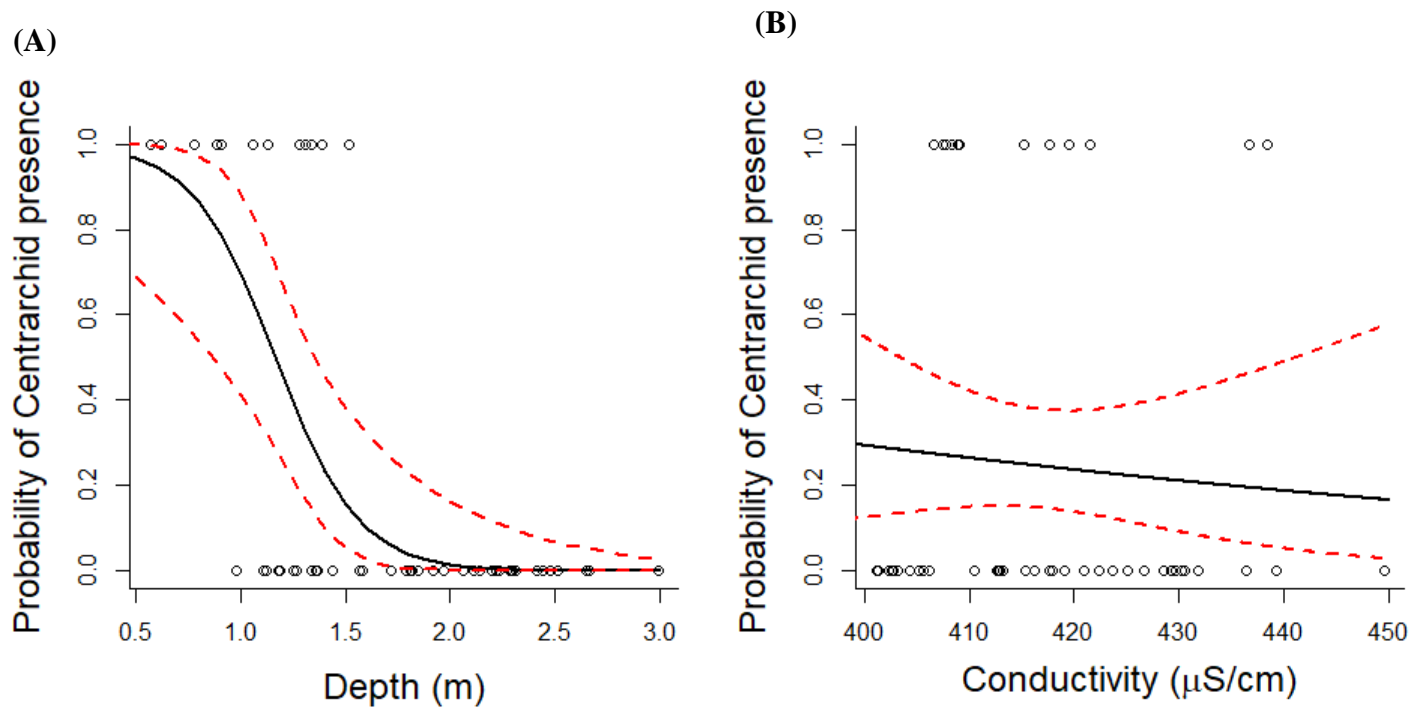 (A)
Probability of Centrarchid presence
1.0
0.8
0.6
0.4
0.2
0.0
0.5 1.0 1.5 2.0 2.5 3.0
Depth (m)
(B)
Probability of Centrarchid presence
1.0
0.8
0.6
0.4
0.2
0.0
400 410 420 430 440 450
Conductivity (μS/cm)